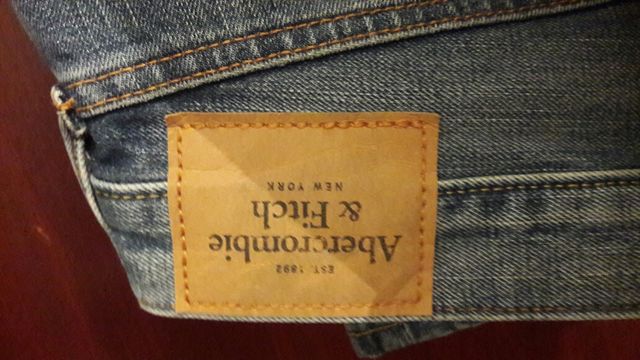 EST. 1892
Abercrombie
& Fitch
NEW YORK